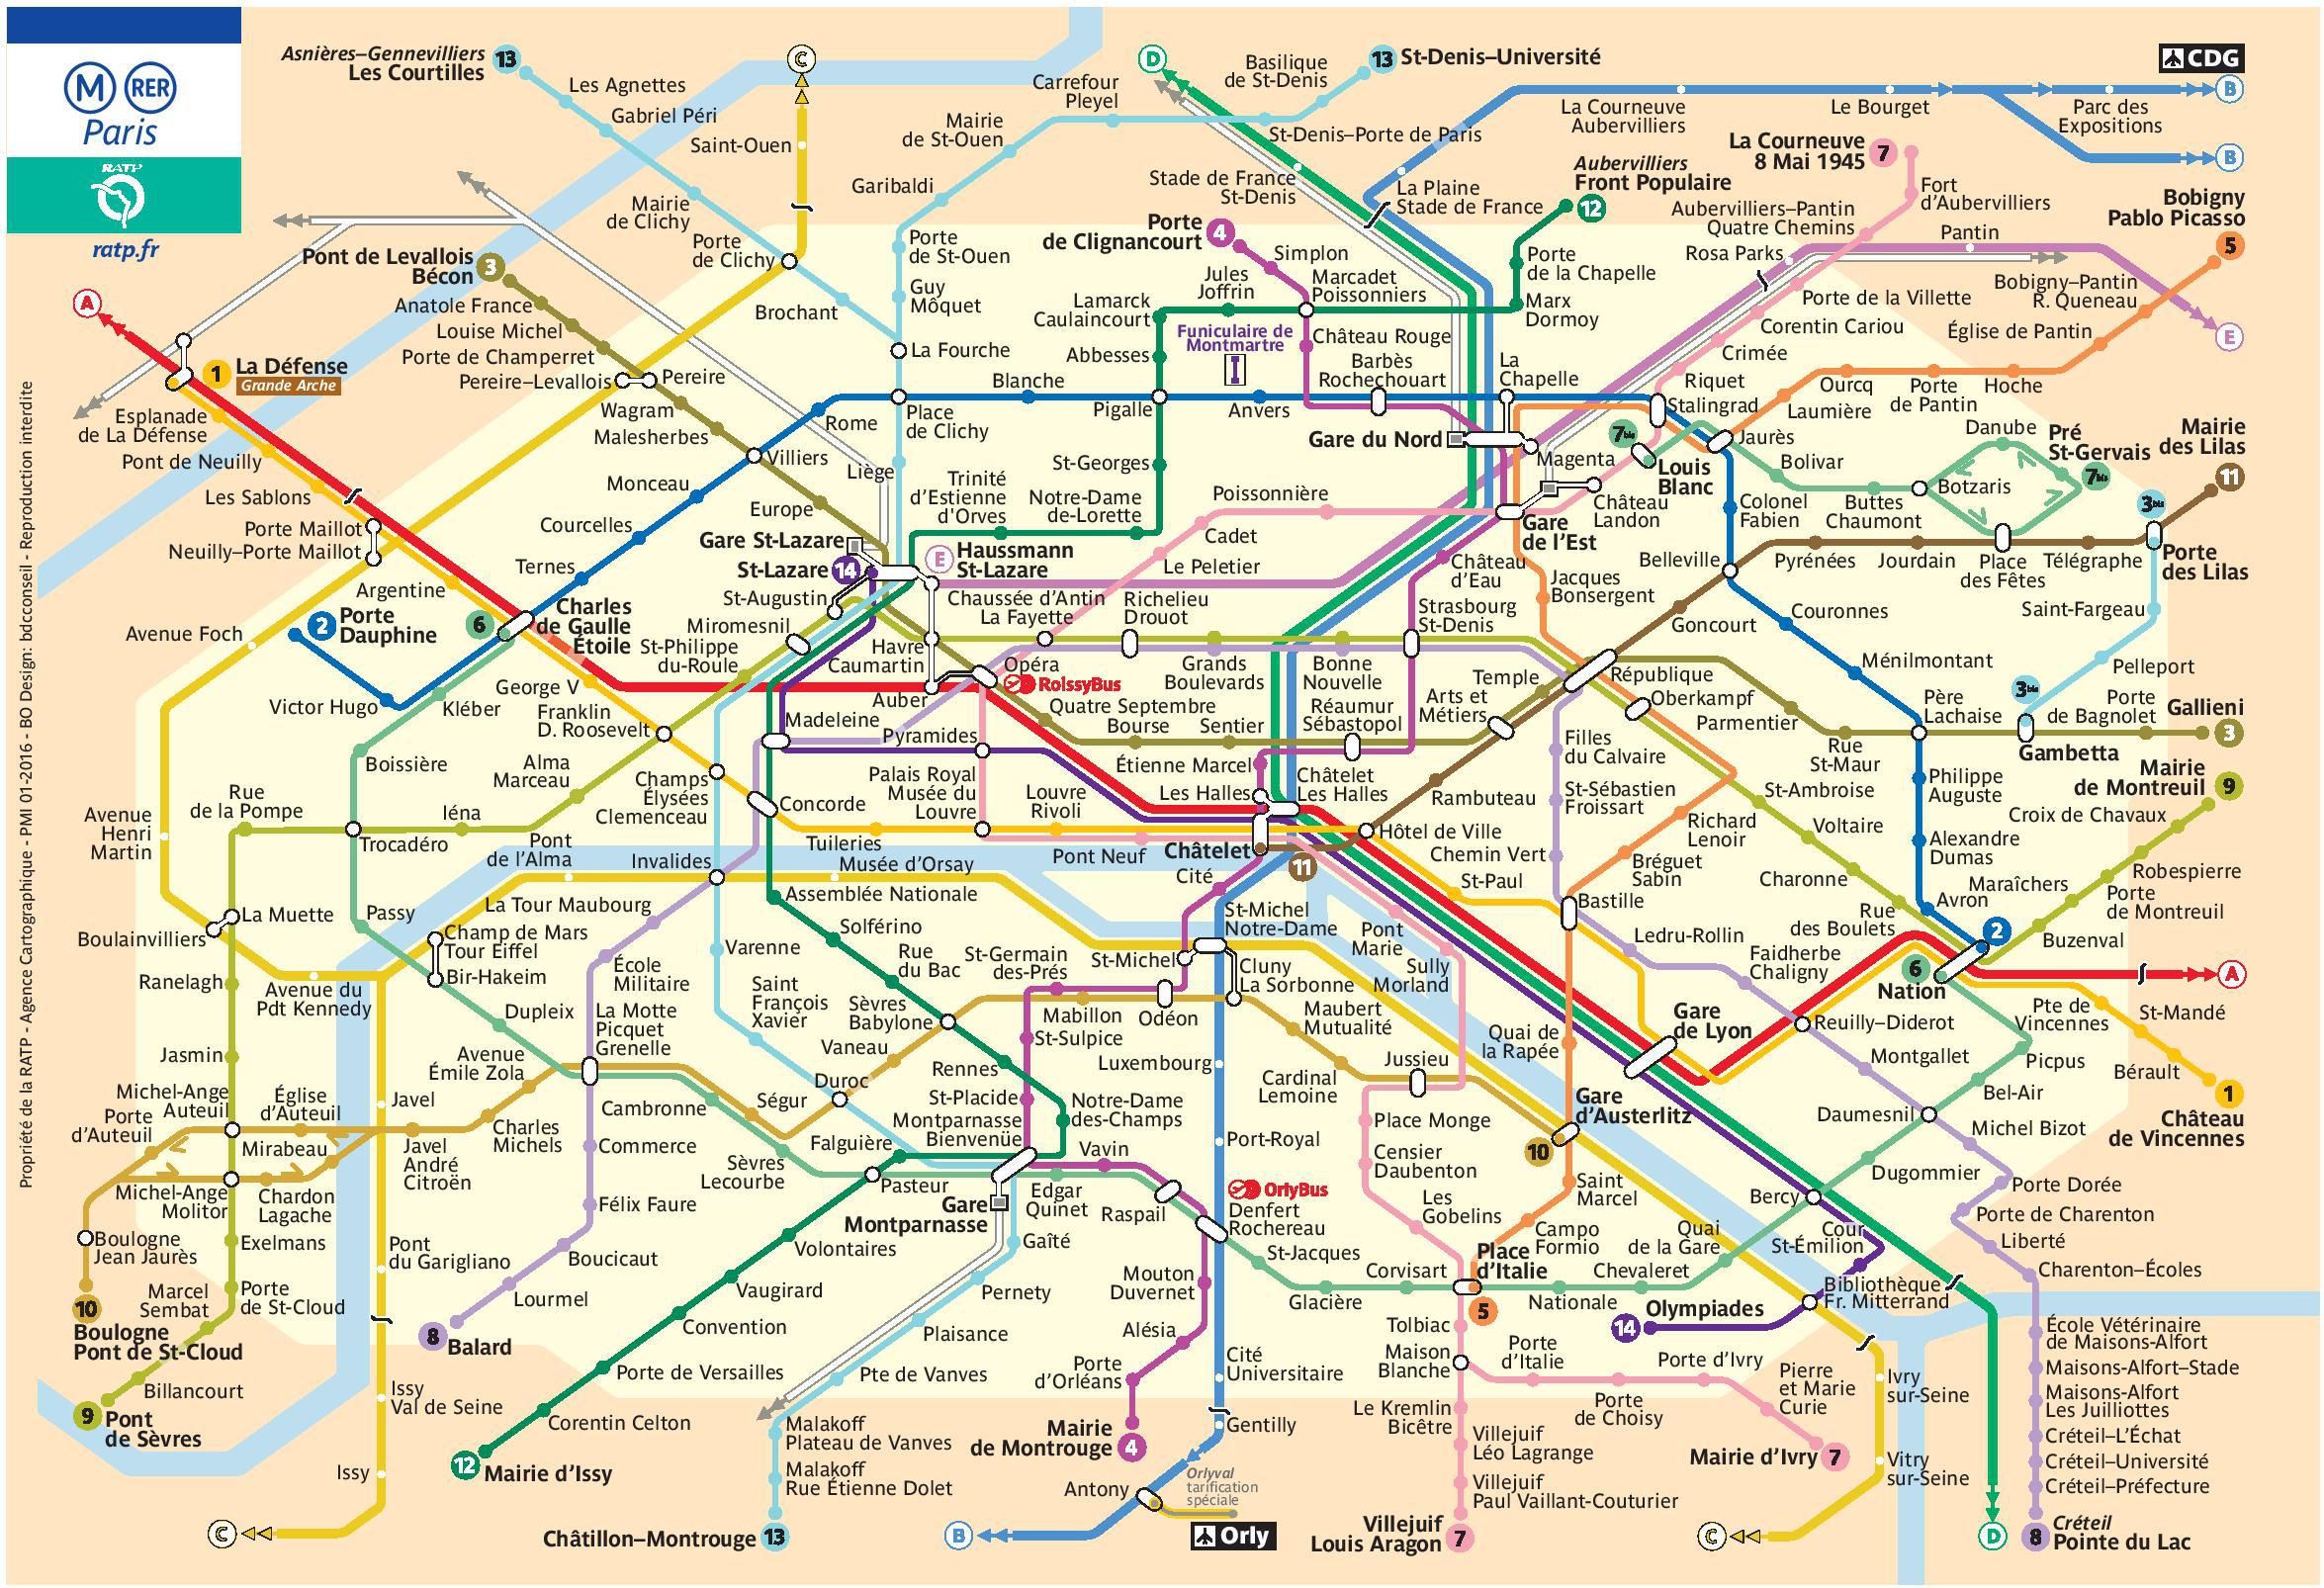 M RER
Paris
RATP
ratp.fr
Propriété de la RATP - Agence Cartographique - PMI 01-2016 - BO Design: bdcconseil - Reproduction interdite
Asnières–Gennevilliers
Les Courtilles
13
Les Agnettes
Gabriel Péri
C
Saint-Ouen
Mairie
de Clichy
Porte
de Clichy
Brochant
Carrefour
Pleyel
Mairie
de St-Ouen
Garibaldi
Porte
de St-Ouen
Guy
Môquet
La Fourche
D
Basilique
de St-Denis
13
St-Denis–Université
St-Denis–Porte de Paris
Stade de France
St-Denis
La Plaine
Stade de France
La Courneuve
Aubervilliers
Le Bourget
Parc des
Expositions
CDG
B
B
La Courneuve
8 Mai 1945
7
Fort
d'Aubervilliers
Aubervilliers
Front Populaire
12
Aubervilliers–Pantin
Quatre Chemins
Rosa Parks
Pantin
Bobigny
Pablo Picasso
5
Bobigny–Pantin
R. Queneau
Église de Pantin
E
Porte
de Clignancourt
4
Simplon
Jules
Joffrin
Marcadet
Poissonniers
Porte
de la Chapelle
Marx
Dormoy
Porte de la Villette
Corentin Cariou
Crimée
Riquet
Stalingrad
Ourcq
Laumière
Porte
de Pantin
Hoche
Lamarck
Caulaincourt
Funiculaire de
Montmartre
Château Rouge
Barbès
Rochechouart
La
Chapelle
Abbesses
Blanche
Pigalle
Anvers
Place
de Clichy
Rome
Pont de Levallois
Bécon
3
Anatole France
Louise Michel
Porte de Champerret
Pereire–Levallois
Pereire
Wagram
Malesherbes
Villiers
Monceau
Courcelles
Ternes
Europe
Liège
A
1
La Défense
Grande Arche
Esplanade
de La Défense
Pont de Neuilly
Les Sablons
Porte Maillot
Neuilly–Porte Maillot
Argentine
Avenue Foch
2
Porte
Dauphine
6
Charles
de Gaulle
Étoile
Victor Hugo
Kléber
Boissière
George V
Franklin
D. Roosevelt
Gare St-Lazare
St-Lazare
14
St-Augustin
Miromesnil
St-Philippe
du-Roule
E
Haussmann
St-Lazare
Trinité
d'Estienne
d'Orves
Notre-Dame
de-Lorette
St-Georges
Gare du Nord
Magenta
Poissonnière
Cadet
Le Peletier
Chaussée d'Antin
La Fayette
Richelieu
Drouot
Havre
Caumartin
Auber
Opéra
RoissyBus
Grands
Boulevards
Bonne
Nouvelle
Strasbourg
St-Denis
Château
d'Eau
Gare
de l'Est
Château
Landon
7bis
Louis
Blanc
Jaurès
Bolivar
Buttes
Chaumont
Botzaris
Danube
Pré
St-Gervais
7bis
Mairie
des Lilas
11
3bis
Porte
des Lilas
Télégraphe
Place
des Fêtes
Jourdain
Pyrénées
Belleville
Colonel
Fabien
Jacques
Bonsergent
Goncourt
Couronnes
Ménilmontant
Saint-Fargeau
Pelleport
3bis
Porte
de Bagnolet
Gallieni
3
Gambetta
Père
Lachaise
République
Temple
Arts et
Métiers
Oberkampf
Parmentier
Rue
St-Maur
Quatre Septembre
Bourse
Sentier
Réaumur
Sébastopol
Étienne Marcel
Les Halles
Châtelet
Les Halles
Châtelet
11
Rambuteau
Hôtel de Ville
Filles
du Calvaire
St-Sébastien
Froissart
Chemin Vert
St-Paul
Richard
Lenoir
Bréguet
Sabin
Bastille
St-Ambroise
Voltaire
Charonne
Rue
des Boulets
Philippe
Auguste
Alexandre
Dumas
Avron
2
Mairie
de Montreuil
9
Croix de Chavaux
Robespierre
Maraîchers
Porte
de Montreuil
Buzenval
6
Nation
A
Madeleine
Pyramides
Palais Royal
Musée du
Louvre
Louvre
Rivoli
Tuileries
Concorde
Champs
Élysées
Clemenceau
Alma
Marceau
Iéna
Trocadéro
Rue
de la Pompe
Avenue
Henri
Martin
Pont
de l'Alma
Invalides
Musée d'Orsay
Pont Neuf
Cité
Assemblée Nationale
Solférino
Rue
du Bac
La Tour Maubourg
Passy
La Muette
Boulainvilliers
Champ de Mars
Tour Eiffel
Bir-Hakeim
Ranelagh
Avenue du
Pdt Kennedy
École
Militaire
Varenne
Saint
François
Xavier
Dupleix
La Motte
Picquet
Grenelle
Sèvres
Babylone
St-Germain
des-Prés
St-Michel
St-Michel
Notre-Dame
Cluny
La Sorbonne
Mabillon
Odéon
St-Sulpice
Maubert
Mutualité
Pont
Marie
Sully
Morland
Ledru-Rollin
Faidherbe
Chaligny
Gare
de Lyon
Quai de
la Rapée
Jussieu
Cardinal
Lemoine
Reuilly–Diderot
Pte de
Vincennes
St-Mandé
Picpus
Montgallet
Bel-Air
Bérault
1
Château
de Vincennes
Daumesnil
Michel Bizot
Dugommier
Porte Dorée
Porte de Charenton
Liberté
Charenton–Écoles
École Vétérinaire
de Maisons-Alfort
Maisons-Alfort–Stade
Maisons-Alfort
Les Juilliottes
Créteil–L'Échat
Créteil–Université
Créteil–Préfecture
8
Créteil
Pointe du Lac
D
Jasmin
Michel-Ange
Auteuil
Porte
d'Auteuil
Église
d'Auteuil
Javel
Mirabeau
Javel
André
Citroën
Charles
Michels
Avenue
Émile Zola
Michel-Ange
Molitor
Chardon
Lagache
Boulogne
Jean Jaurès
10
Boulogne
Pont de St-Cloud
Exelmans
Porte
de St-Cloud
Marcel
Sembat
Billancourt
9
Pont
de Sèvres
Pont
du Garigliano
Issy
Val de Seine
Issy
C
Commerce
Félix Faure
Boucicaut
Lourmel
8
Balard
Cambronne
Ségur
Duroc
Vaneau
Rennes
St-Placide
Montparnasse
Bienvenüe
Notre-Dame
des-Champs
Falguière
Sèvres
Lecourbe
Pasteur
Gare
Montparnasse
Edgar
Quinet
Vavin
Raspail
Luxembourg
Port-Royal
OrlyBus
Denfert
Rochereau
Volontaires
Vaugirard
Convention
Porte de Versailles
Corentin Celton
12
Mairie d'Issy
Gaîté
Pernety
Plaisance
Pte de Vanves
Malakoff
Plateau de Vanves
Malakoff
Rue Étienne Dolet
Châtillon–Montrouge
13
Mouton
Duvernet
Alésia
Porte
d'Orléans
Mairie
de Montrouge
4
Cité
Universitaire
Gentilly
Antony
Orlyval
tarification
spéciale
Orly
B
St-Jacques
Glacière
Corvisart
Place
d'Italie
5
Nationale
Chevaleret
Quai
de la Gare
Bercy
Cour
St-Émilion
Bibliothèque
Fr. Mitterrand
14
Olympiades
Place Monge
Censier
Daubenton
Les
Gobelins
Gare
d'Austerlitz
10
Saint
Marcel
Campo
Formio
Tolbiac
Maison
Blanche
Porte
d'Italie
Porte
de Choisy
Porte d'Ivry
Pierre
et Marie
Curie
Mairie d'Ivry
7
Le Kremlin
Bicêtre
Villejuif
Léo Lagrange
Villejuif
Paul Vaillant-Couturier
Villejuif
Louis Aragon
7
Ivry
sur-Seine
Vitry
sur-Seine
C